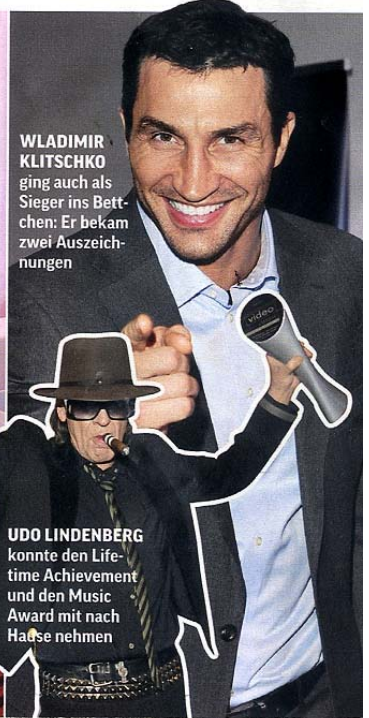 WLADIMIR
KLITSCHKO
ging auch als
Sieger ins Bett-
chen: Er bekam
zwei Auszeich-
nungen
video
UDO LINDENBERG
konnte den Life-
time Achievement
und den Music
Award mit nach
Hause nehmen